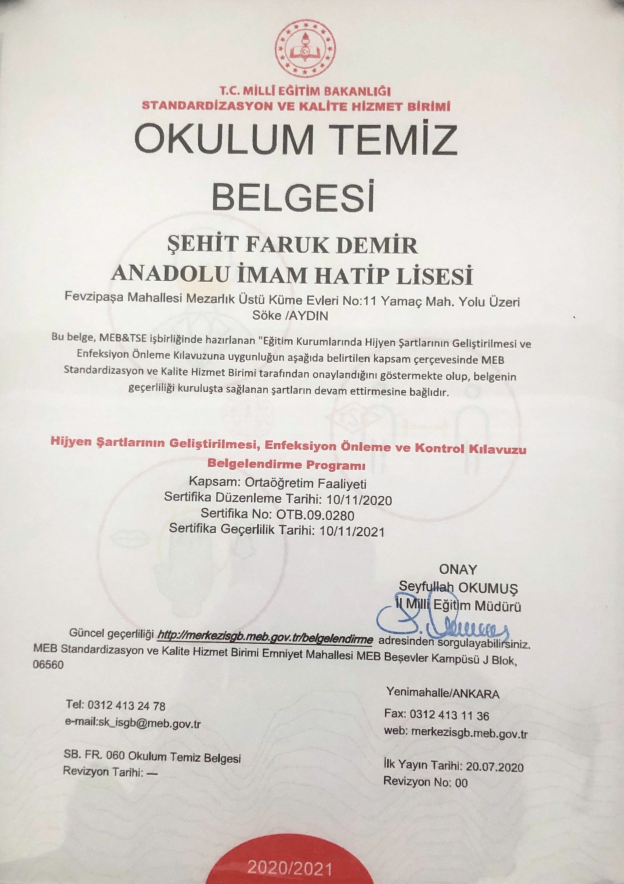 T.C. MİLLÎ EĞİTİM BAKANLIĞI
STANDARDİZASYON VE KALİTE HİZMET BİRİMİ
OKULUM TEMİZ
BELGESİ
ŞEHİT FARUK DEMİR
ANADOLU İMAM HATİP LİSESİ
Fevzipaşa Mahallesi Mezarlık Üstü Küme Evleri No:11 Yamaç Mah. Yolu Üzeri
Söke /AYDIN
Bu belge, MEB&TSE işbirliğinde hazırlanan "Eğitim Kurumlarında Hijyen Şartlarının Geliştirilmesi ve
Enfeksiyon Önleme Kılavuzuna uygunluğun aşağıda belirtilen kapsam çerçevesinde MEB
Standardizasyon ve Kalite Hizmet Birimi tarafından onaylandığını göstermekte olup, belgenin
geçerliliği kuruluşta sağlanan şartların devam ettirmesine bağlıdır.
Hijyen Şartlarının Geliştirilmesi, Enfeksiyon Önleme ve Kontrol Kılavuzu
Belgelendirme Programı
Kapsam: Ortaöğretim Faaliyeti
Sertifika Düzenleme Tarihi: 10/11/2020
Sertifika No: OTB.09.0280
Sertifika Geçerlilik Tarihi: 10/11/2021
ONAY
Seyfullah OKUMUŞ
İl Milli Eğitim Müdürü
Güncel geçerliliği http://merkezisgb.meb.gov.tr/belgelendirme adresinden sorgulayabilirsiniz.
MEB Standardizasyon ve Kalite Hizmet Birimi Emniyet Mahallesi MEB Beşevler Kampüsü J Blok,
06560
Yenimahalle/ANKARA
Tel: 0312 413 24 78
Fax: 0312 413 11 36
e-mail:sk_isgb@meb.gov.tr
web: merkezisgb.meb.gov.tr
SB. FR. 060 Okulum Temiz Belgesi
İlk Yayın Tarihi: 20.07.2020
Revizyon Tarihi: —
Revizyon No: 00
2020/2021